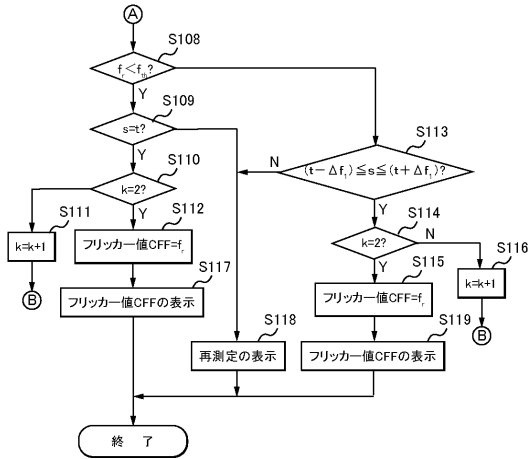 A
S108
fr<fth?
Y
S109
s=t?
Y
S110
k=2?
Y
S111
k=k+1
B
S112
フリッカー値CFF=fr
S117
フリッカー値CFFの表示
S113
(t-Δf1)≦s≦(t+Δf1)?
N
Y
S114
k=2?
N
Y
S115
フリッカー値CFF=fr
S116
k=k+1
B
S118
再測定の表示
S119
フリッカー値CFFの表示
終 了